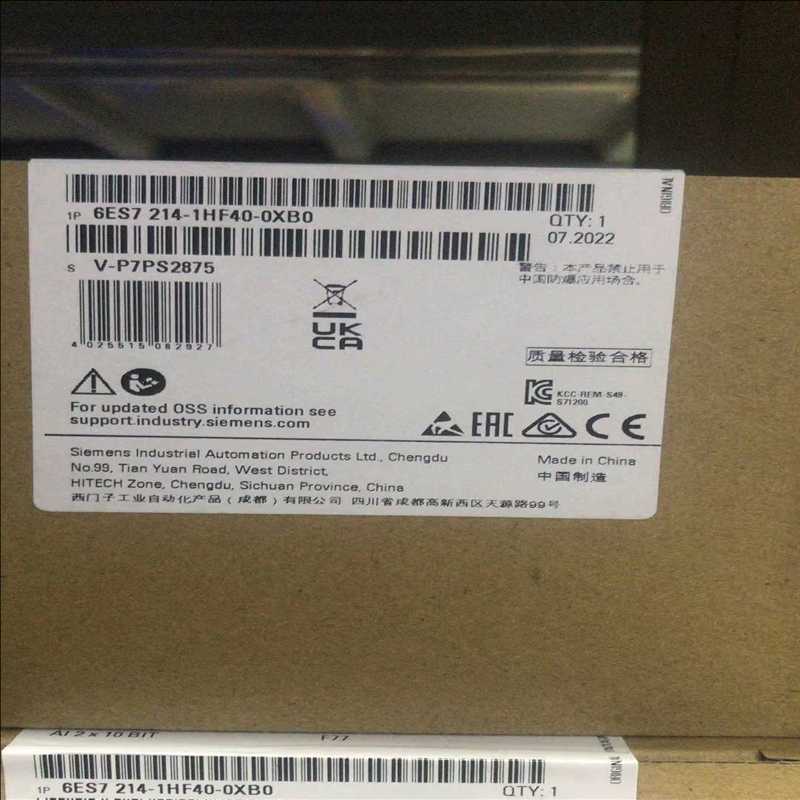 ORIGINAL
1P 6ES7 214-1HF40-0XB0
QTY: 1
07.2022
S V-P7PS2875
警告：本产品禁止用于
中国防爆应用场合。
4 025515 082927
UK
CA
质量检验合格
KCC-REM-S49-
S71200
For updated OSS information see
support.industry.siemens.com
EAC CE
Siemens Industrial Automation Products Ltd., Chengdu
No.99, Tian Yuan Road, West District,
HITECH Zone, Chengdu, Sichuan Province, China
西门子工业自动化产品（成都）有限公司 四川省成都高新西区天源路99号
Made in China
中国制造
AI 2 x 10 BIT
ORIGINAL
1P 6ES7 214-1HF40-0XB0
QTY: 1